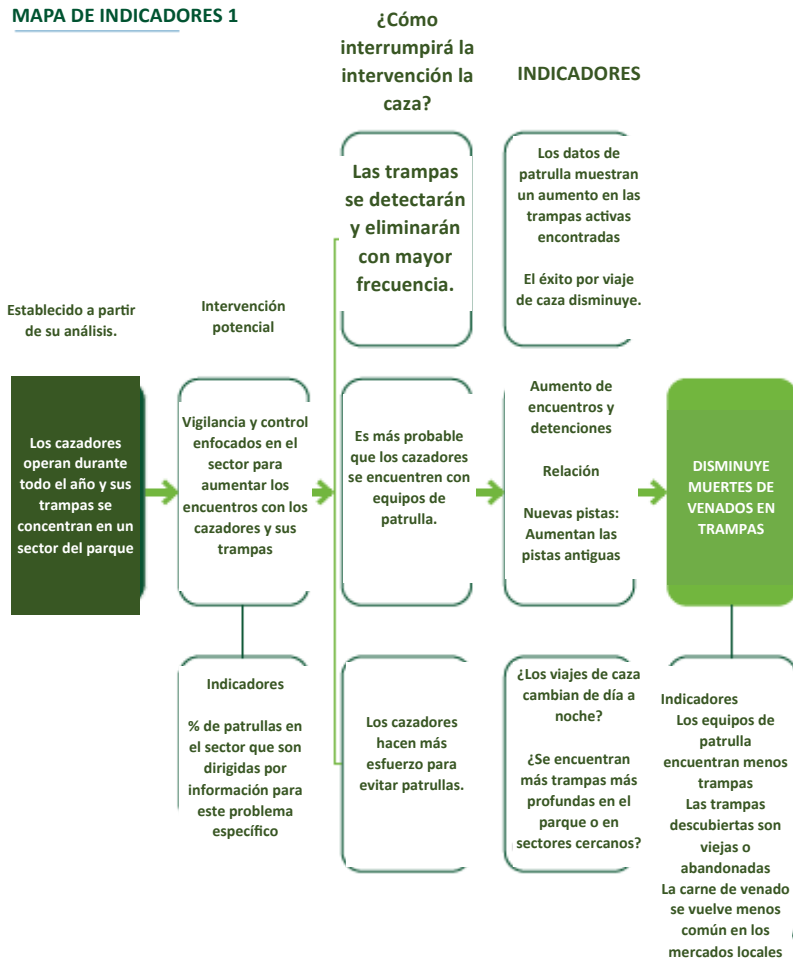 MAPA DE INDICADORES 1
¿Cómo
interrumpirá la
intervención la
caza?
INDICADORES
Las trampas
se detectarán
y eliminarán
con mayor
frecuencia.
Los datos de
patrulla muestran
un aumento en las
trampas activas
encontradas
El éxito por viaje
de caza disminuye.
Establecido a partir
de su análisis.
Intervención
potencial
Los cazadores
operan durante
todo el año y sus
trampas se
concentran en un
sector del parque
Vigilancia y control
enfocados en el
sector para
aumentar los
encuentros con los
cazadores y sus
trampas
Es más probable
que los cazadores
se encuentren con
equipos de
patrulla.
Aumento de
encuentros y
detenciones
Relación
Nuevas pistas:
Aumentan las
pistas antiguas
DISMINUYE
MUERTES DE
VENADOS EN
TRAMPAS
Indicadores
% de patrullas en
el sector que son
dirigidas por
información para
este problema
específico
Los cazadores
hacen más
esfuerzo para
evitar patrullas.
¿Los viajes de caza
cambian de día a
noche?
¿Se encuentran
más trampas más
profundas en el
parque o en
sectores cercanos?
Indicadores
Los equipos de
patrulla
encuentran menos
trampas
Las trampas
descubiertas son
viejas o
abandonadas
La carne de venado
se vuelve menos
común en los
mercados locales